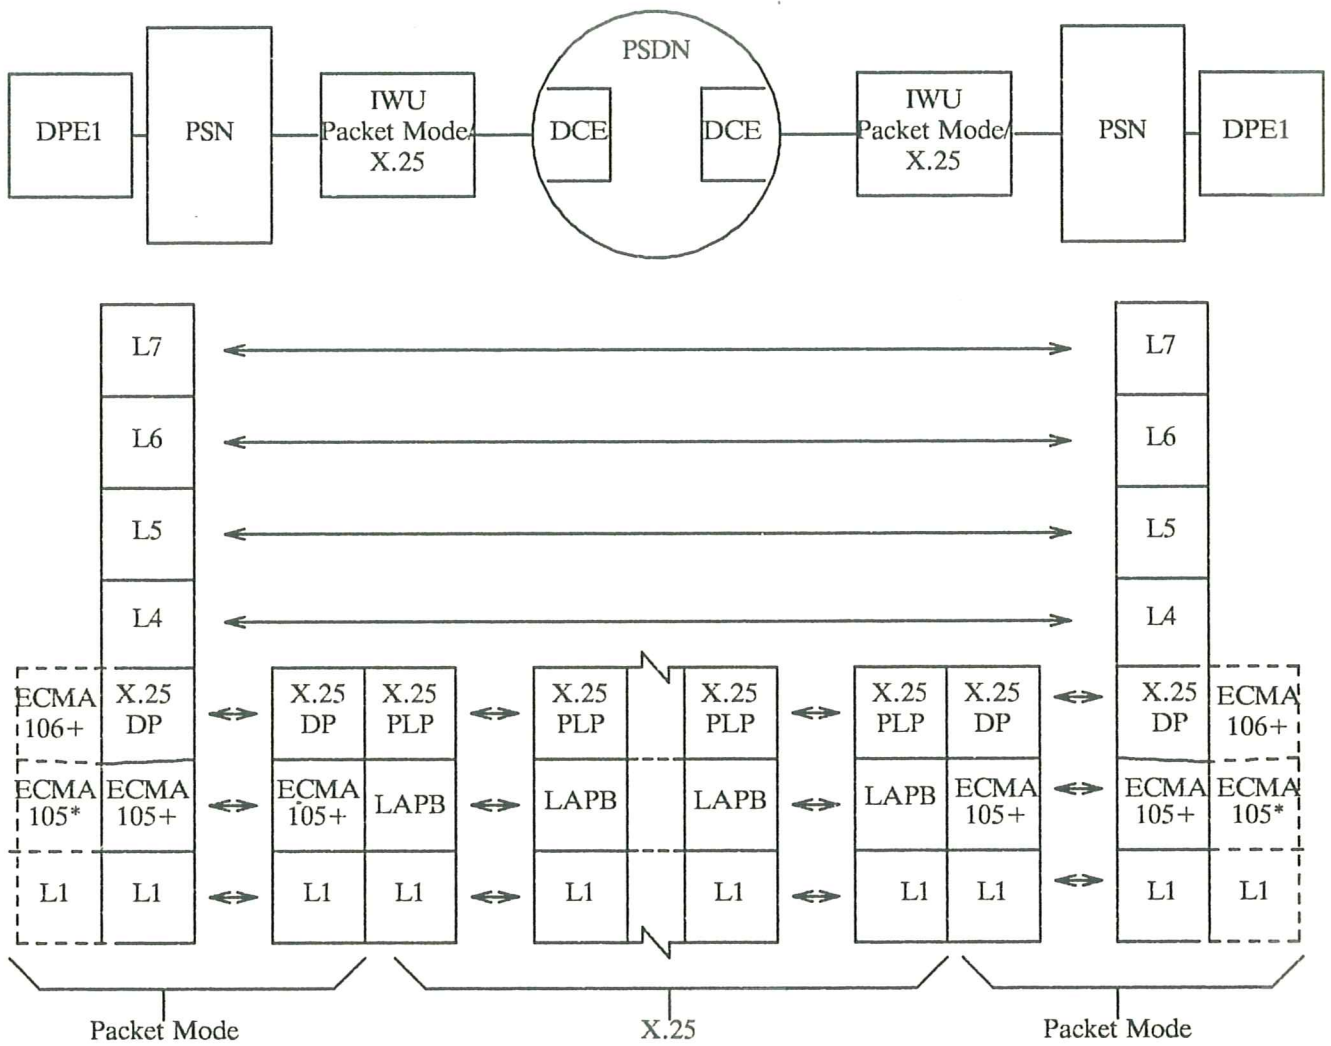 PSDN
IWU
Packet Mode/
X.25
IWU
Packet Mode/
X.25
DPE1
PSN
DCE
DCE
PSN
DPE1
L7
L7
L6
L6
L5
L5
L4
L4
ECMA
106+
X.25
DP
X.25
DP
X.25
PLP
X.25
PLP
X.25
PLP
X.25
PLP
X.25
DP
X.25
DP
ECMA
106+
ECMA
105*
ECMA
105+
ECMA
105+
LAPB
LAPB
LAPB
LAPB
ECMA
105+
ECMA
105+
ECMA
105*
L1
L1
L1
L1
L1
L1
L1
L1
L1
L1
Packet Mode
X.25
Packet Mode